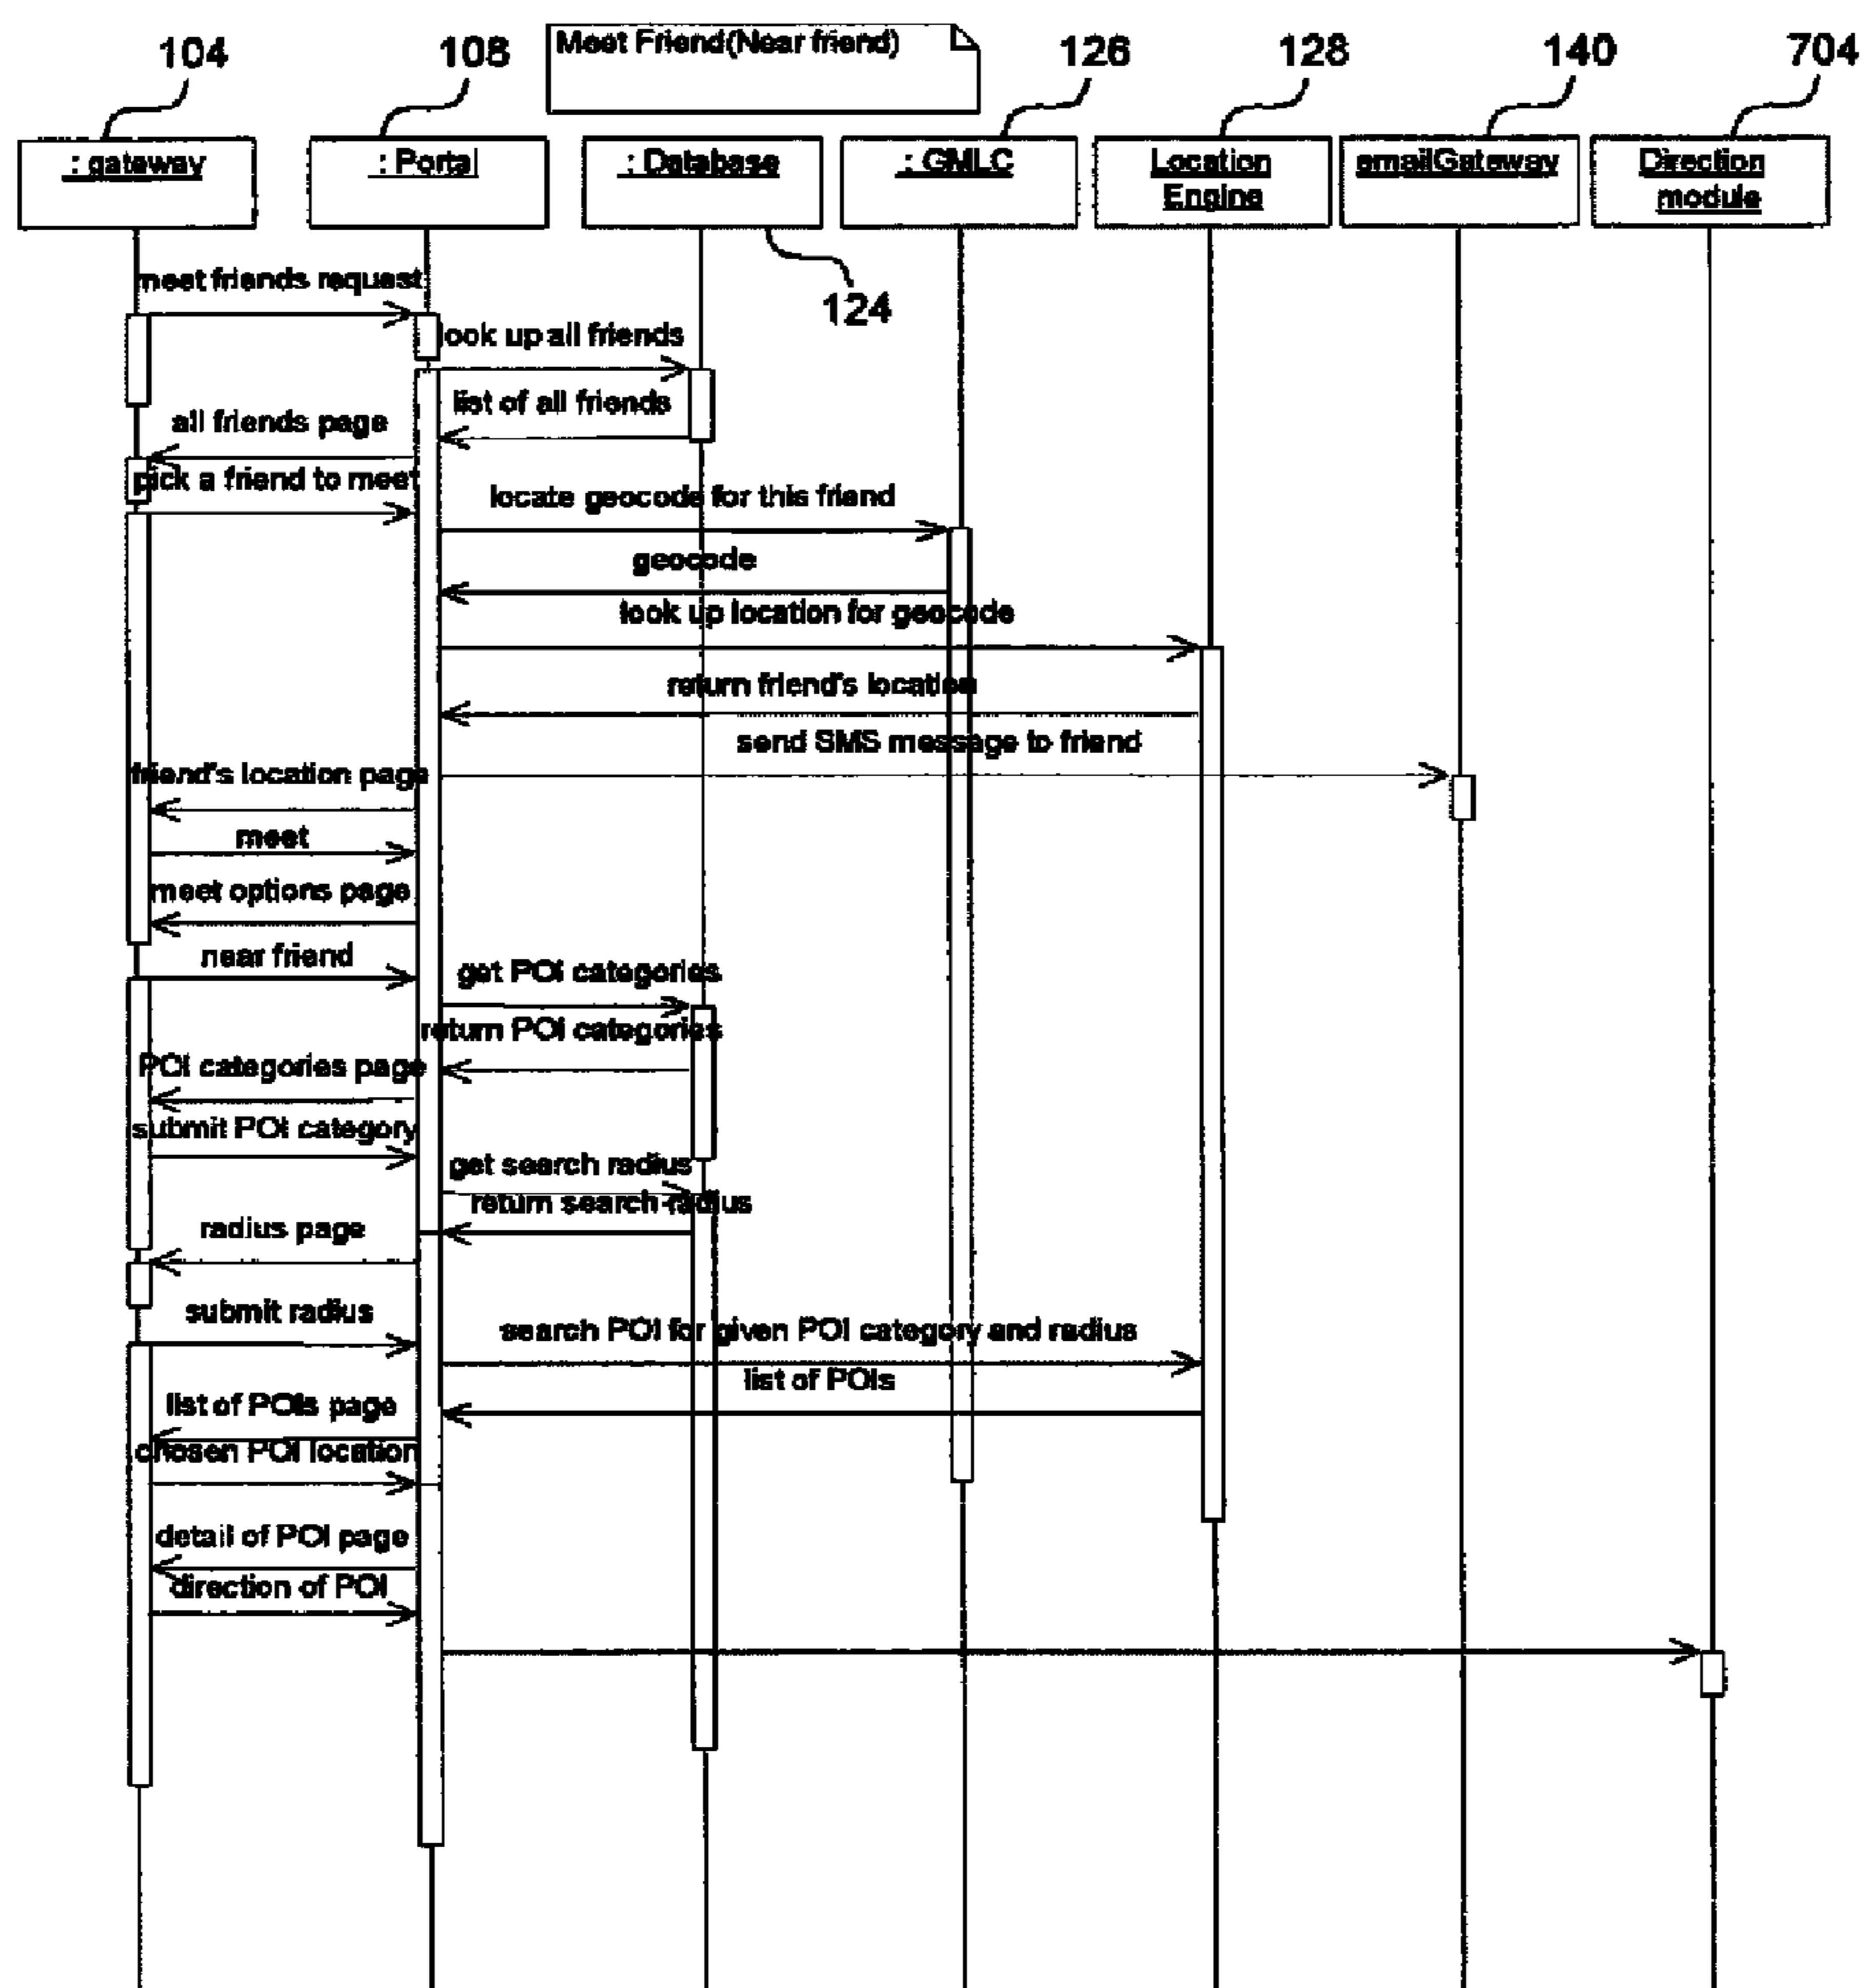 104
108
Meet Friend(Near friend)
126
128
140
704
: gateway
: Portal
: Database
: GMLC
Location
Engine
emailGateway
Direction
module
124
meet friends request
look up all friends
list of all friends
all friends page
pick a friend to meet
locate geocode for this friend
geocode
look up location for geocode
return friend's location
send SMS message to friend
friend's location page
meet
meet options page
near friend
get POI categories
return POI categories
POI categories page
submit POI category
get search radius
return search radius
radius page
submit radius
search POI for given POI category and radius
list of POIs
list of POIs page
chosen POI location
detail of POI page
direction of POI